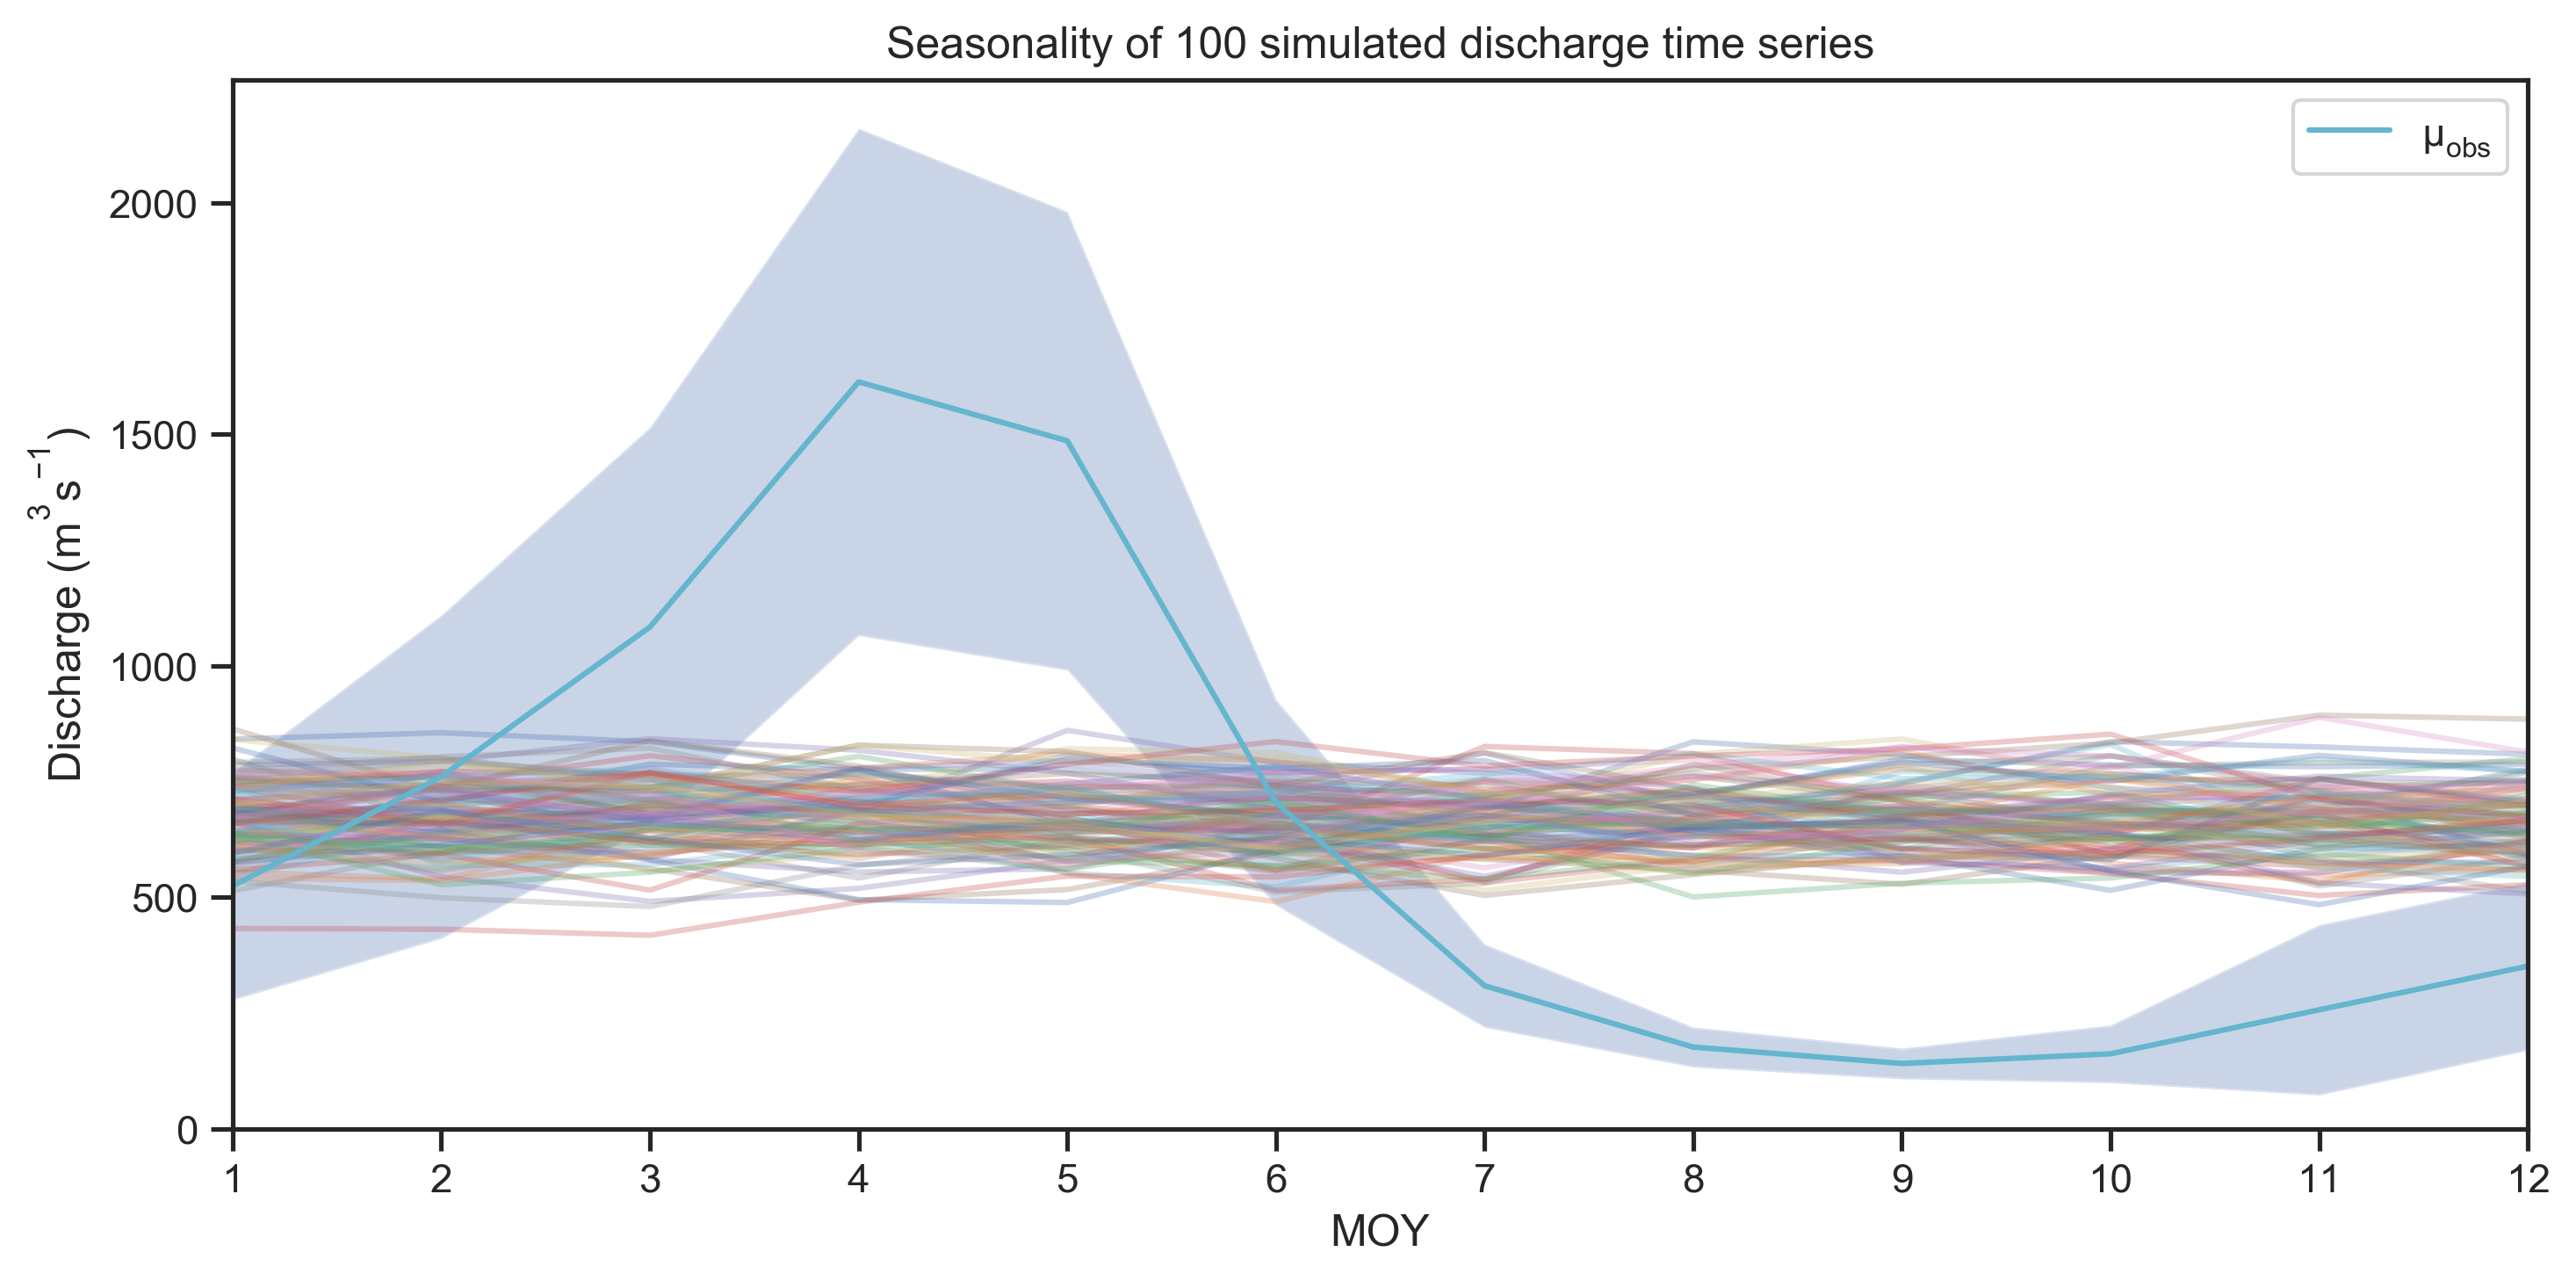 Seasonality of 100 simulated discharge time series
μobs
Discharge (m³s⁻¹)
2000
1500
1000
500
0
1 2 3 4 5 6 7 8 9 10 11 12
MOY